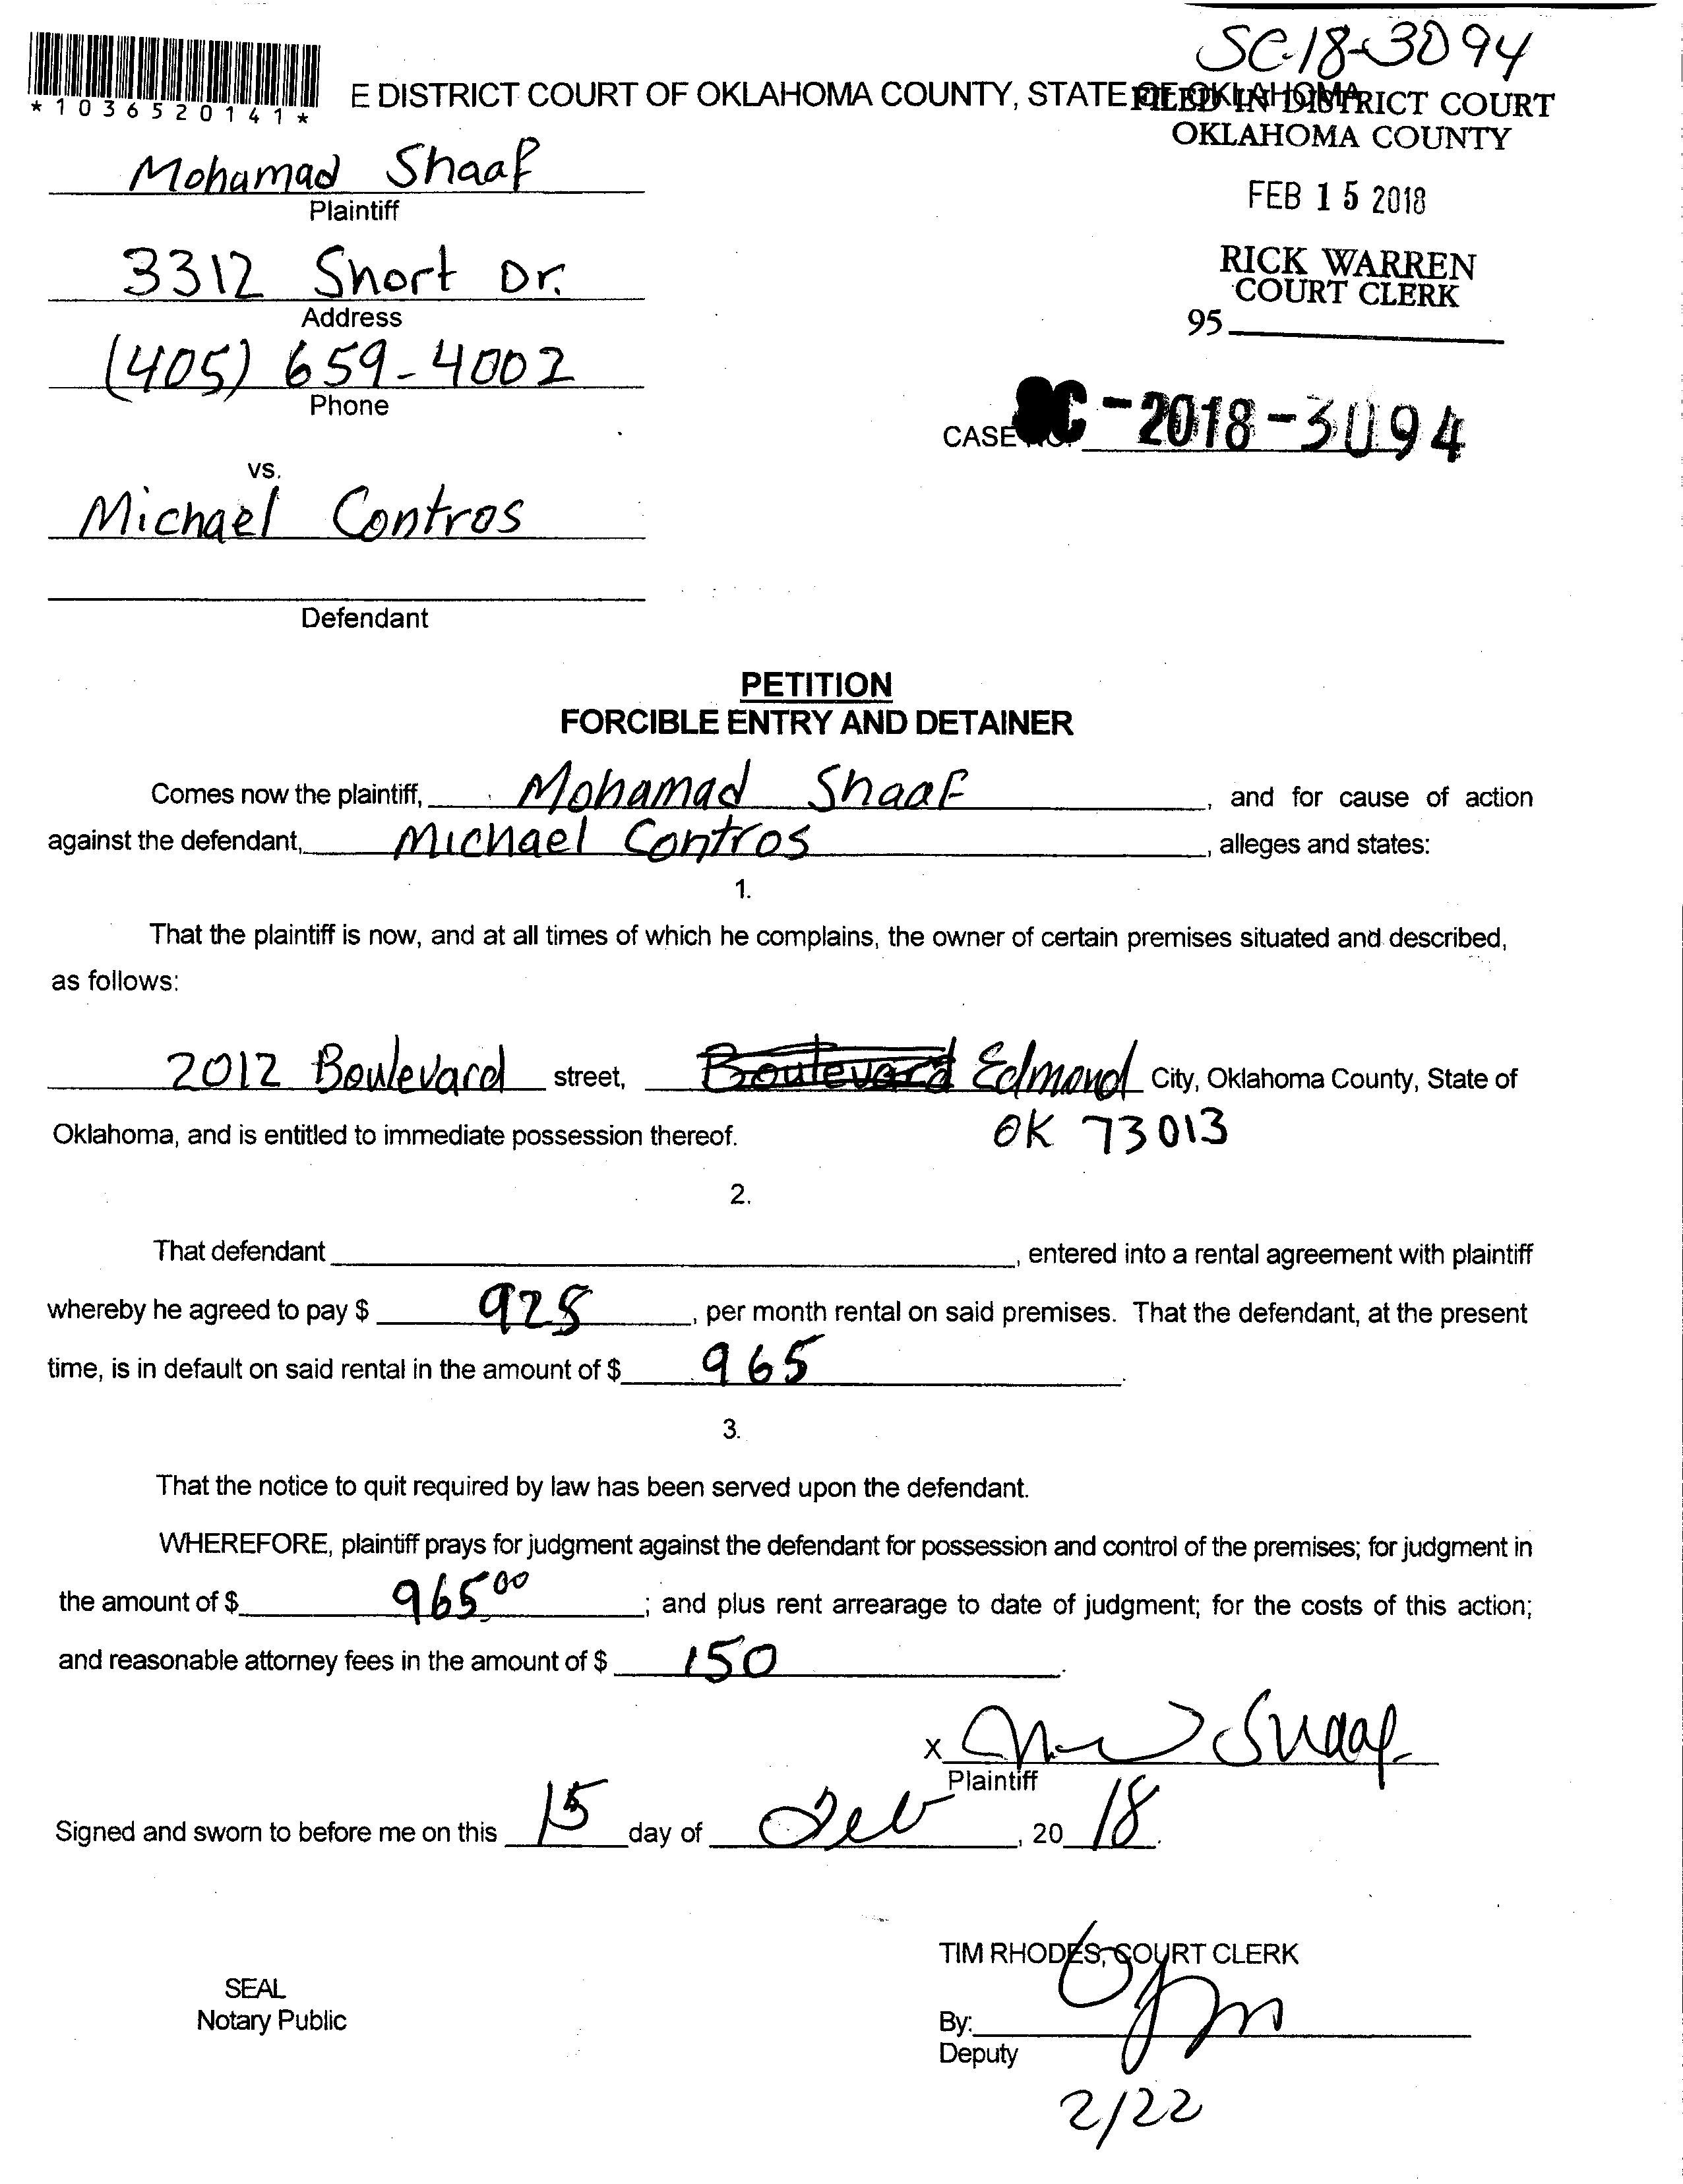 SC-18-3094
*1036520141*
E DISTRICT COURT OF OKLAHOMA COUNTY, STATE OF OKLAHOMA
FILED IN DISTRICT COURT
OKLAHOMA COUNTY
Mohamad Shaaf
Plaintiff
FEB 15 2018
3312 Short Dr.
Address
RICK WARREN
COURT CLERK
95
(405) 659-4002
Phone
CASE NO. SC-2018-3094
vs.
Michael Contros
Defendant
PETITION
FORCIBLE ENTRY AND DETAINER
Comes now the plaintiff, Mohamad Shaaf, and for cause of action
against the defendant, Michael Contros, alleges and states:
1.
That the plaintiff is now, and at all times of which he complains, the owner of certain premises situated and described,
as follows:
2012 Boulevard street, Boulevard Edmond City, Oklahoma County, State of
Oklahoma, and is entitled to immediate possession thereof. OK 73013
2.
That defendant , entered into a rental agreement with plaintiff
whereby he agreed to pay $ 925, per month rental on said premises. That the defendant, at the present
time, is in default on said rental in the amount of $ 965.
3.
That the notice to quit required by law has been served upon the defendant.
WHEREFORE, plaintiff prays for judgment against the defendant for possession and control of the premises; for judgment in
the amount of $ 965 00; and plus rent arrearage to date of judgment; for the costs of this action;
and reasonable attorney fees in the amount of $ 150.
x Shaaf
Plaintiff
Signed and sworn to before me on this 15 day of Feb, 20 18.
TIM RHODES, COURT CLERK
SEAL
Notary Public
By:
Deputy
2/22